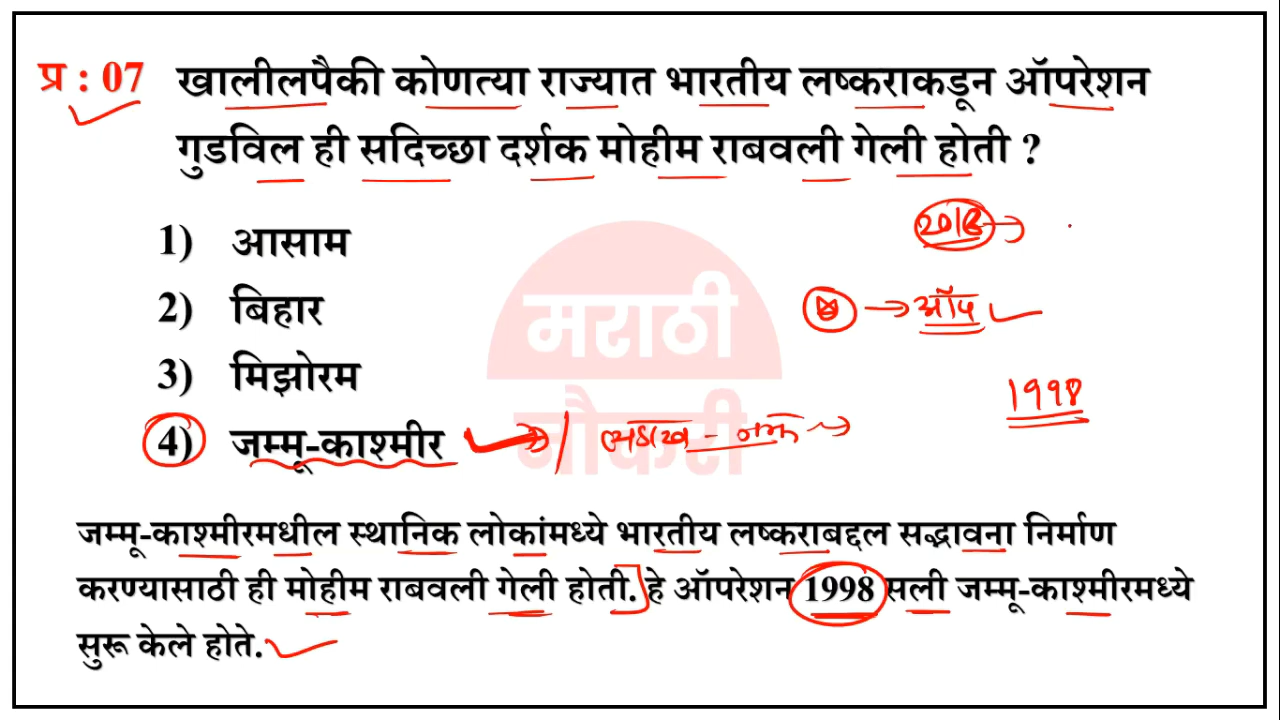 प्र : 07 खालीलपैकी कोणत्या राज्यात भारतीय लष्कराकडून ऑपरेशन
गुडविल ही सदिच्छा दर्शक मोहीम राबवली गेली होती ?
1) आसाम
2) बिहार
3) मिझोरम
4) जम्मू-काश्मीर
1998
मराठी
नौकरी
जम्मू-काश्मीरमधील स्थानिक लोकांमध्ये भारतीय लष्कराबद्दल सद्भावना निर्माण
करण्यासाठी ही मोहीम राबवली गेली होती. हे ऑपरेशन 1998 सली जम्मू-काश्मीरमध्ये
सुरू केले होते.